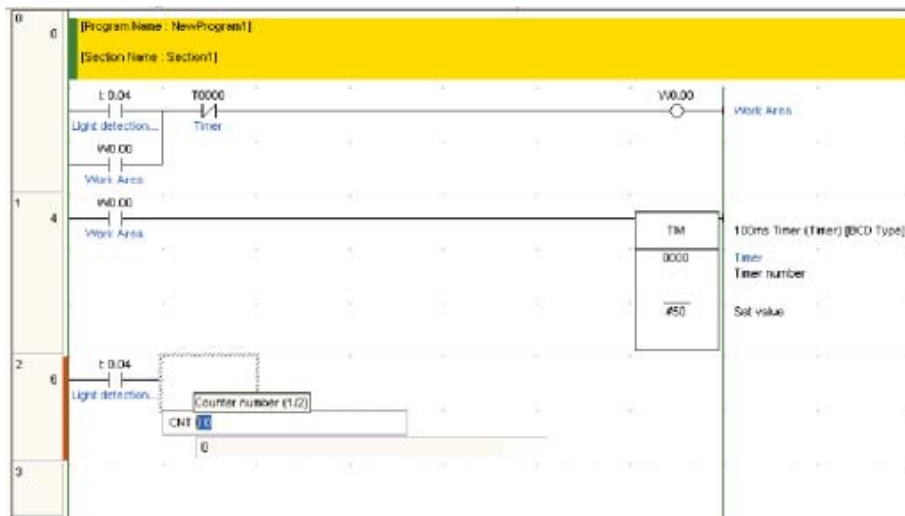 0
0
[Program Name : NewProgram1]
[Section Name : Section1]
I: 0.04
T0000
W0.00
Light detection...
Timer
Work Area
W0.00
Work Area
1
4
W0.00
Work Area
TIM
100ms Timer (Timer) [BCD Type]
0000
Timer
Timer number
#50
Set value
2
6
I: 0.04
Light detection...
Counter number (1/2)
CNT
0
3